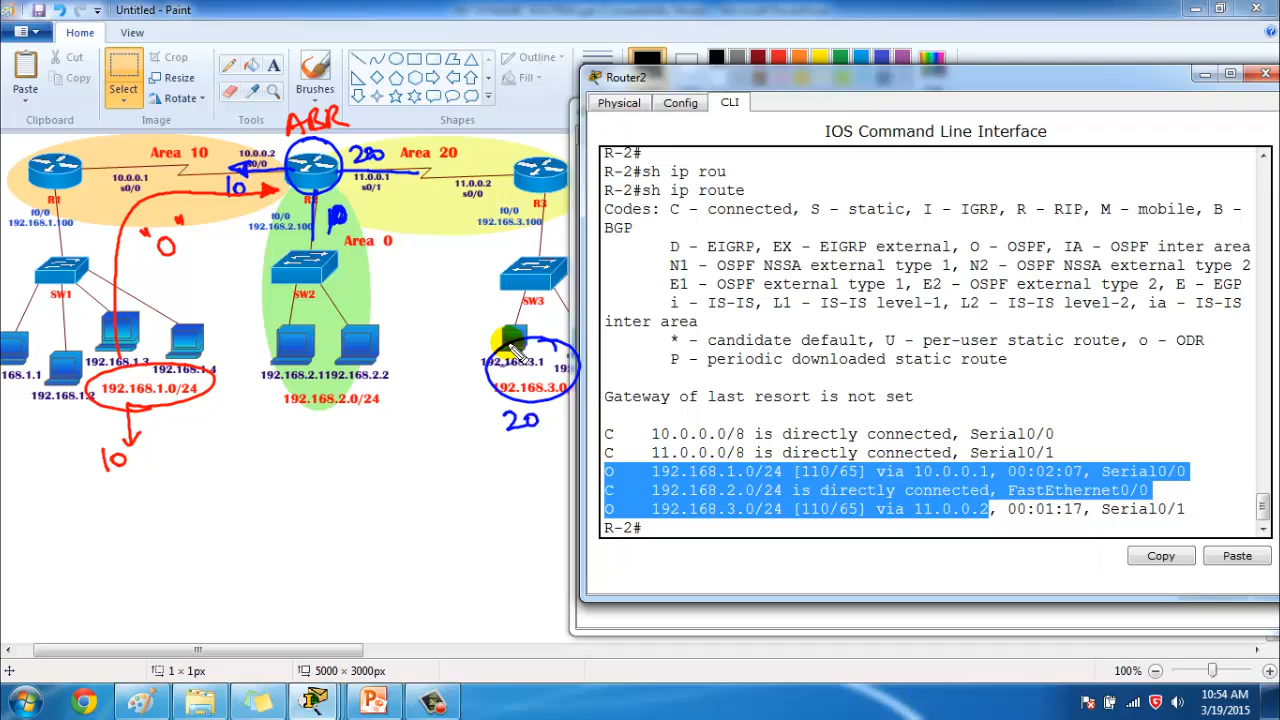 Untitled - Paint
Home
View
Paste
Cut
Copy
Clipboard
Select
Crop
Resize
Rotate
Image
A
Tools
Brushes
Shapes
Outline
Fill
ABR
Area 10
10.0.0.2
s0/0
200
Area 20
10.0.0.1
s0/0
10
11.0.0.1
s0/1
11.0.0.2
s0/0
R1
R2
R3
f0/0
192.168.1.100
f0/0
192.168.2.100
10
f0/0
192.168.3.100
"0"
Area 0
SW1
SW2
SW3
192.168.1.3
192.168.1.4
192.168.2.11
192.168.2.2
192.168.3.1
.168.1.1
192.168.1.2
192.168.1.0/24
192.168.2.0/24
192.168.3.0
10
20
Router2
Physical
Config
CLI
IOS Command Line Interface
R-2#
R-2#sh ip rou
R-2#sh ip route
Codes: C - connected, S - static, I - IGRP, R - RIP, M - mobile, B -
BGP
D - EIGRP, EX - EIGRP external, O - OSPF, IA - OSPF inter area
N1 - OSPF NSSA external type 1, N2 - OSPF NSSA external type 2
E1 - OSPF external type 1, E2 - OSPF external type 2, E - EGP
i - IS-IS, L1 - IS-IS level-1, L2 - IS-IS level-2, ia - IS-IS
inter area
* - candidate default, U - per-user static route, o - ODR
P - periodic downloaded static route
Gateway of last resort is not set
C 10.0.0.0/8 is directly connected, Serial0/0
C 11.0.0.0/8 is directly connected, Serial0/1
O 192.168.1.0/24 [110/65] via 10.0.0.1, 00:02:07, Serial0/0
C 192.168.2.0/24 is directly connected, FastEthernet0/0
O 192.168.3.0/24 [110/65] via 11.0.0.2, 00:01:17, Serial0/1
R-2#
Copy
Paste
1 × 1px
5000 × 3000px
100%
10:54 AM
3/19/2015